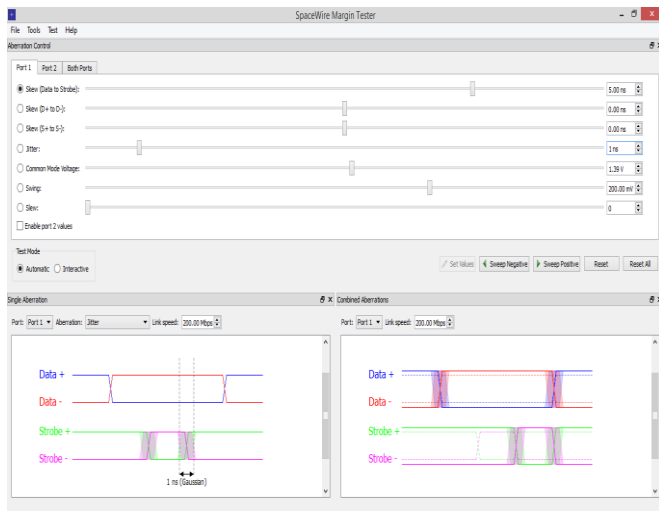 SpaceWire Margin Tester
File Tools Test Help
Aberration Control
Port 1 Port 2 Both Ports
Skew (Data to Strobe): 5.00 ns
Skew (D+ to D-): 0.00 ns
Skew (S+ to S-): 0.00 ns
Jitter: 1 ns
Common Mode Voltage: 1.39 V
Swing: 200.00 mV
Slew: 0
Enable port 2 values
Test Mode
Automatic Interactive
Set Values Sweep Negative Sweep Positive Reset Reset All
Single Aberration
Port: Port 1 Aberration: Jitter Link speed: 200.00 Mbps
Data +
Data -
Strobe +
Strobe -
1 ns (Gaussian)
Combined Aberrations
Port: Port 1 Link speed: 200.00 Mbps
Data +
Data -
Strobe +
Strobe -